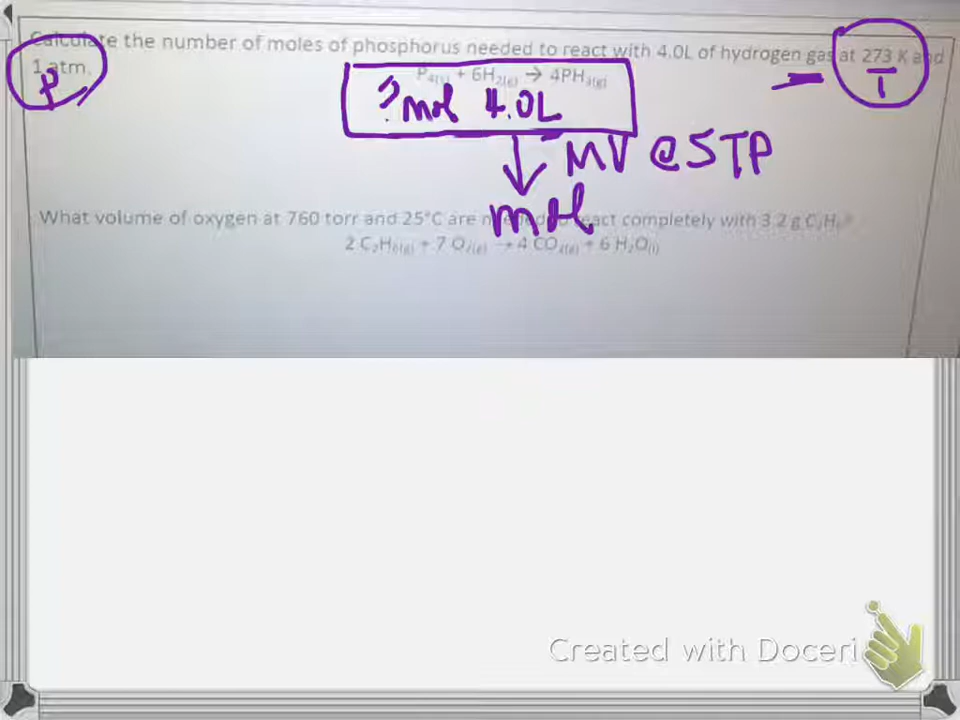 Calculate the number of moles of phosphorus needed to react with 4.0L of hydrogen gas at 273 K and
1 atm.
P4(s) + 6H2(g) → 4PH3(g)
? mol 4.0L
MV @ STP
mol
P
T
What volume of oxygen at 760 torr and 25°C are needed to react completely with 3.2 g C2H6
2 C2H6(g) + 7 O2(g) → 4 CO2(g) + 6 H2O(l)
Created with Doceri